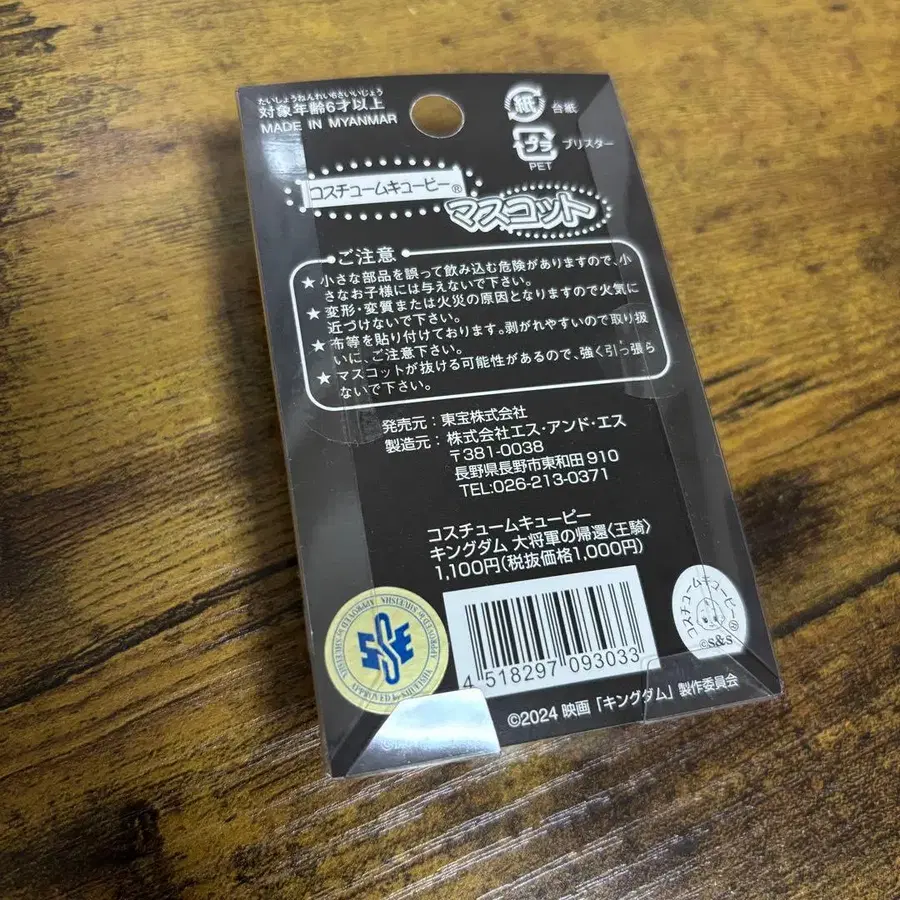 たいしょうねんれい6さいいじょう
対象年齢6才以上
MADE IN MYANMAR
紙 台紙
プラ ブリスター
PET
コスチュームキューピー®
マスコット
ご注意
★小さな部品を誤って飲み込む危険がありますので、小
さなお子様には与えないで下さい。
★変形・変質または火災の原因となりますので火気に
近づけないで下さい。
★布等を貼り付けております。剥がれやすいので取り扱
いに、ご注意下さい。
★マスコットが抜ける可能性があるので、強く引っ張ら
ないで下さい。
発売元：東宝株式会社
製造元：株式会社エス・アンド・エス
〒381-0038
長野県長野市東和田910
TEL:026-213-0371
コスチュームキューピー
キングダム 大将軍の帰還〈王騎〉
1,100円(税抜価格1,000円)
APPROVED by SHUEISHA
コスチュームキューピー®
©s&s
4 518297 093033
©2024 映画「キングダム」製作委員会